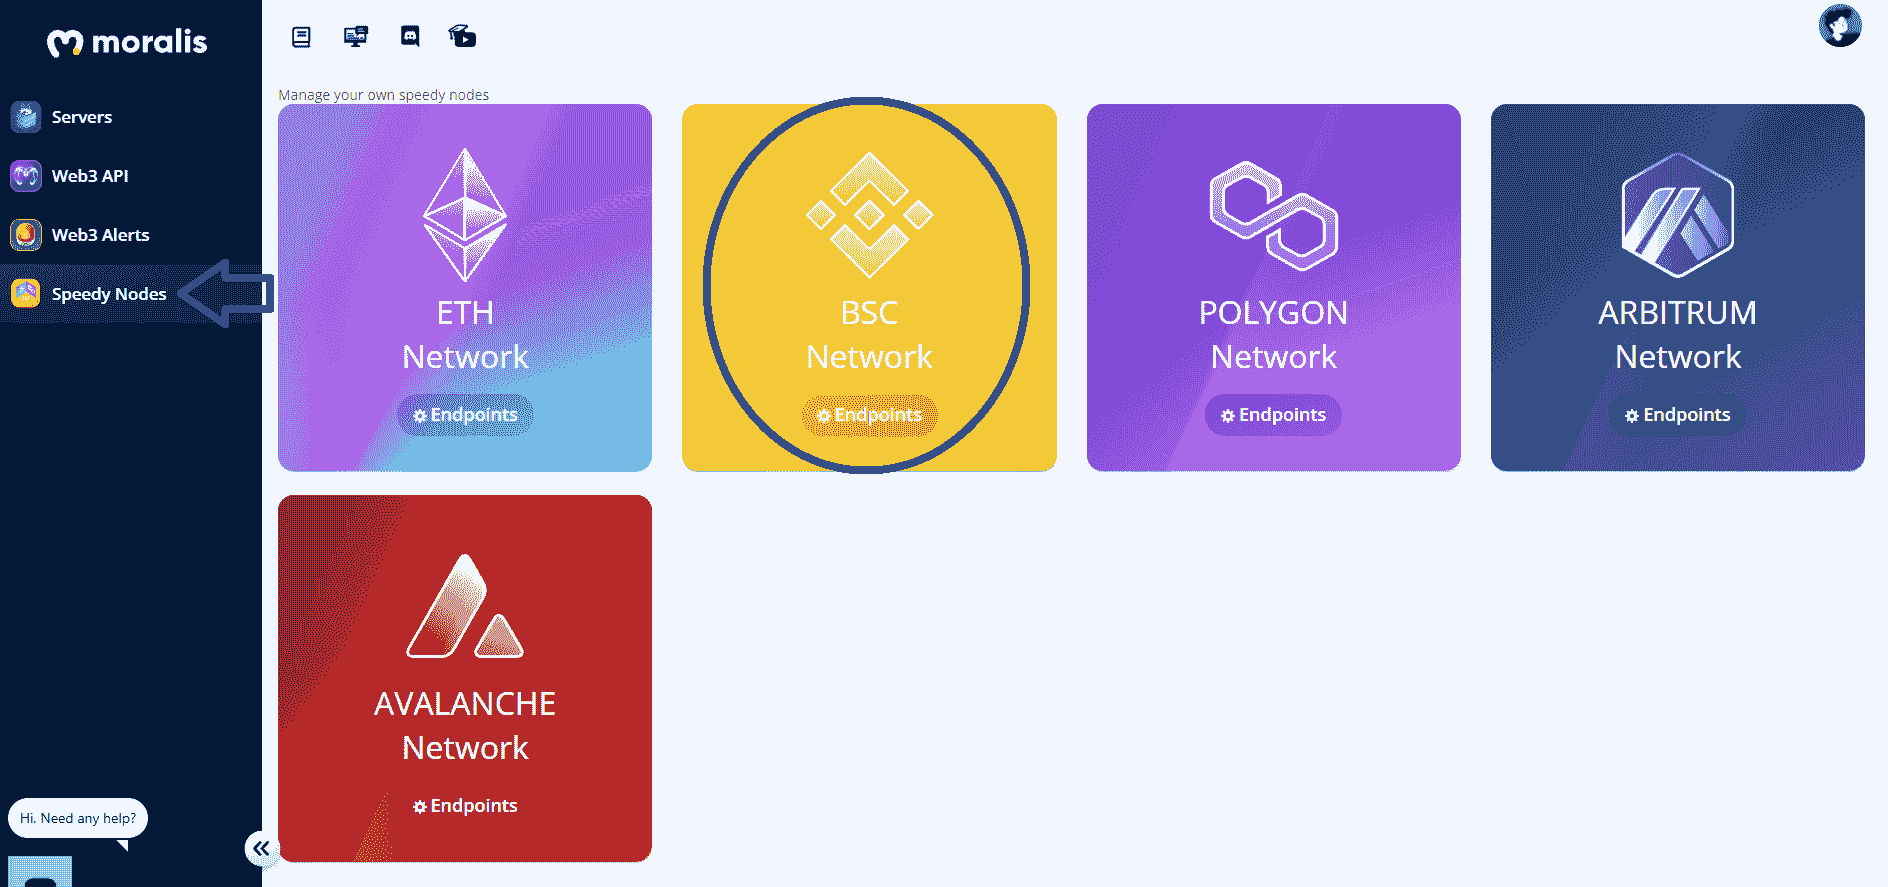 moralis
Servers
Web3 API
Web3 Alerts
Speedy Nodes
Hi. Need any help?
Manage your own speedy nodes
ETH
Network
Endpoints
BSC
Network
Endpoints
POLYGON
Network
Endpoints
ARBITRUM
Network
Endpoints
AVALANCHE
Network
Endpoints